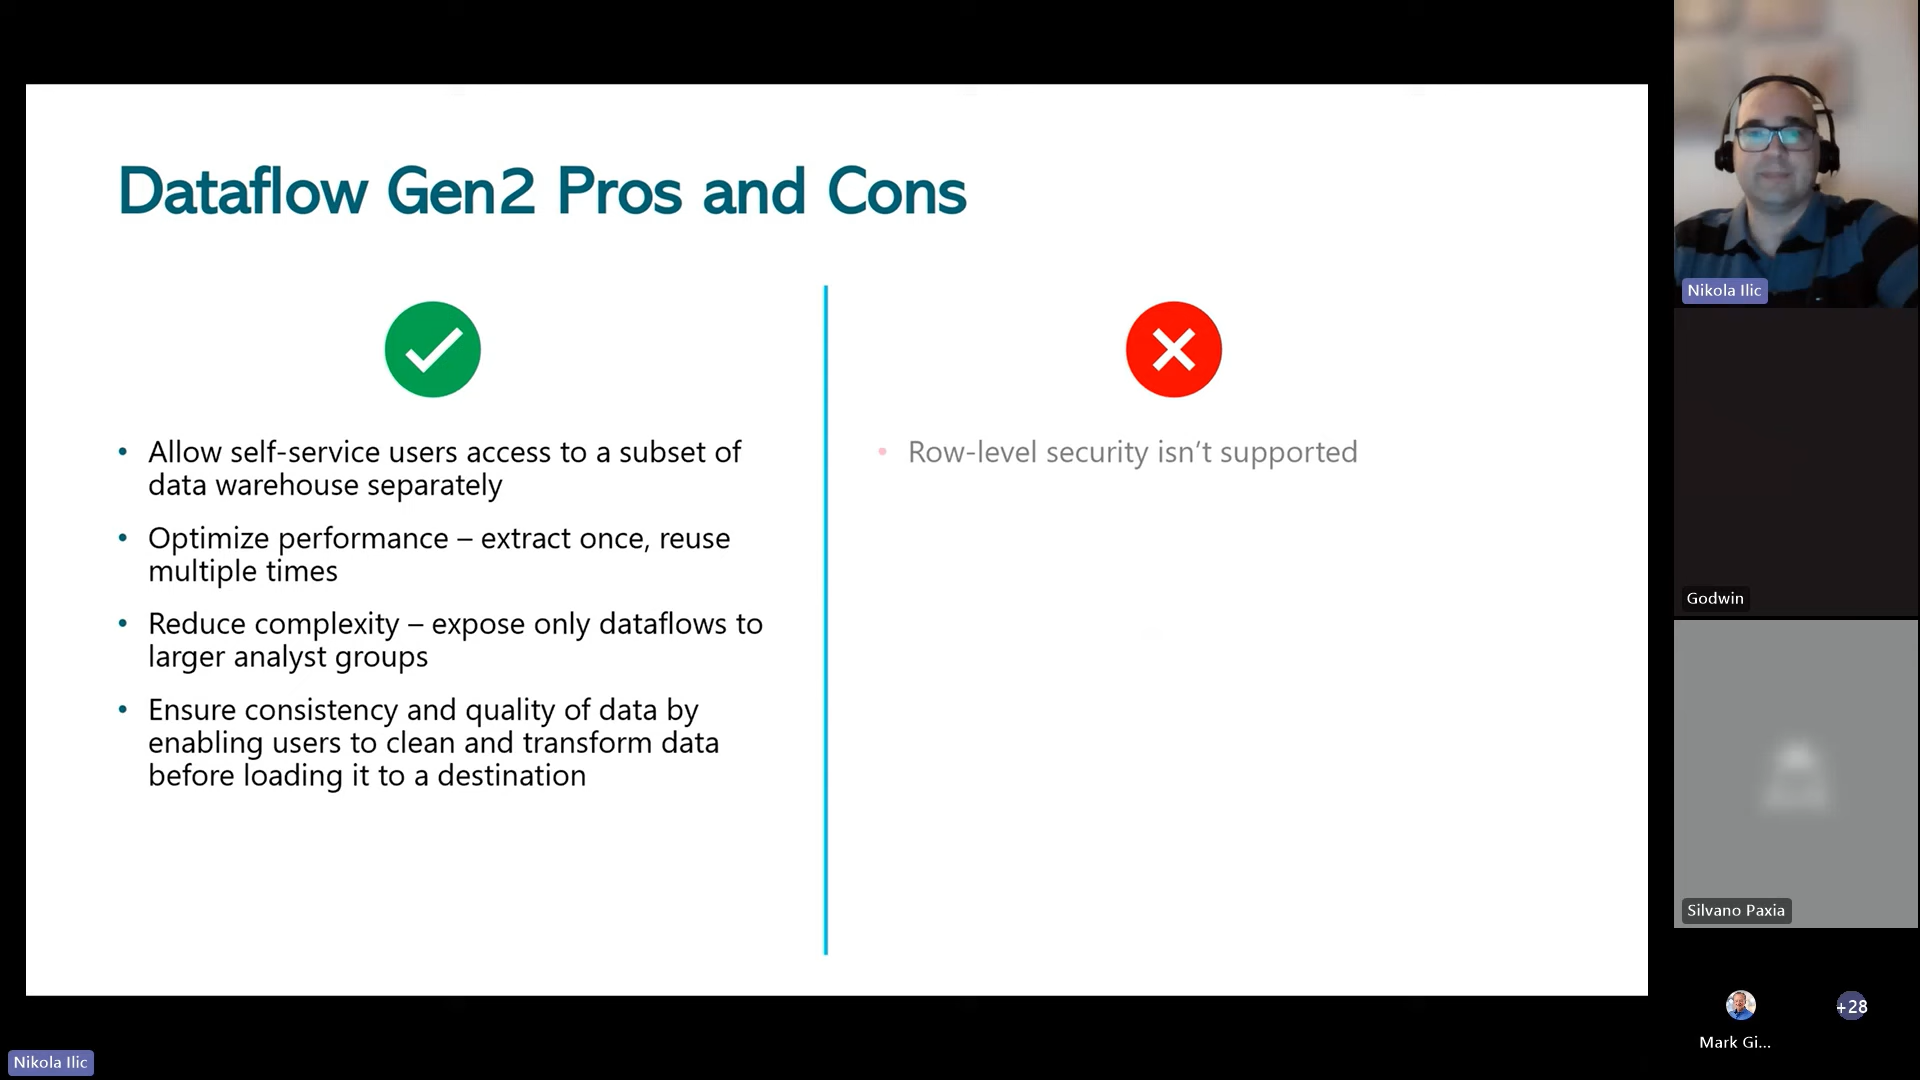 Dataflow Gen2 Pros and Cons
• Allow self-service users access to a subset of
data warehouse separately
• Optimize performance – extract once, reuse
multiple times
• Reduce complexity – expose only dataflows to
larger analyst groups
• Ensure consistency and quality of data by
enabling users to clean and transform data
before loading it to a destination
• Row-level security isn’t supported
Nikola Ilic
Godwin
Silvano Paxia
+28
Mark Gi...
Nikola Ilic